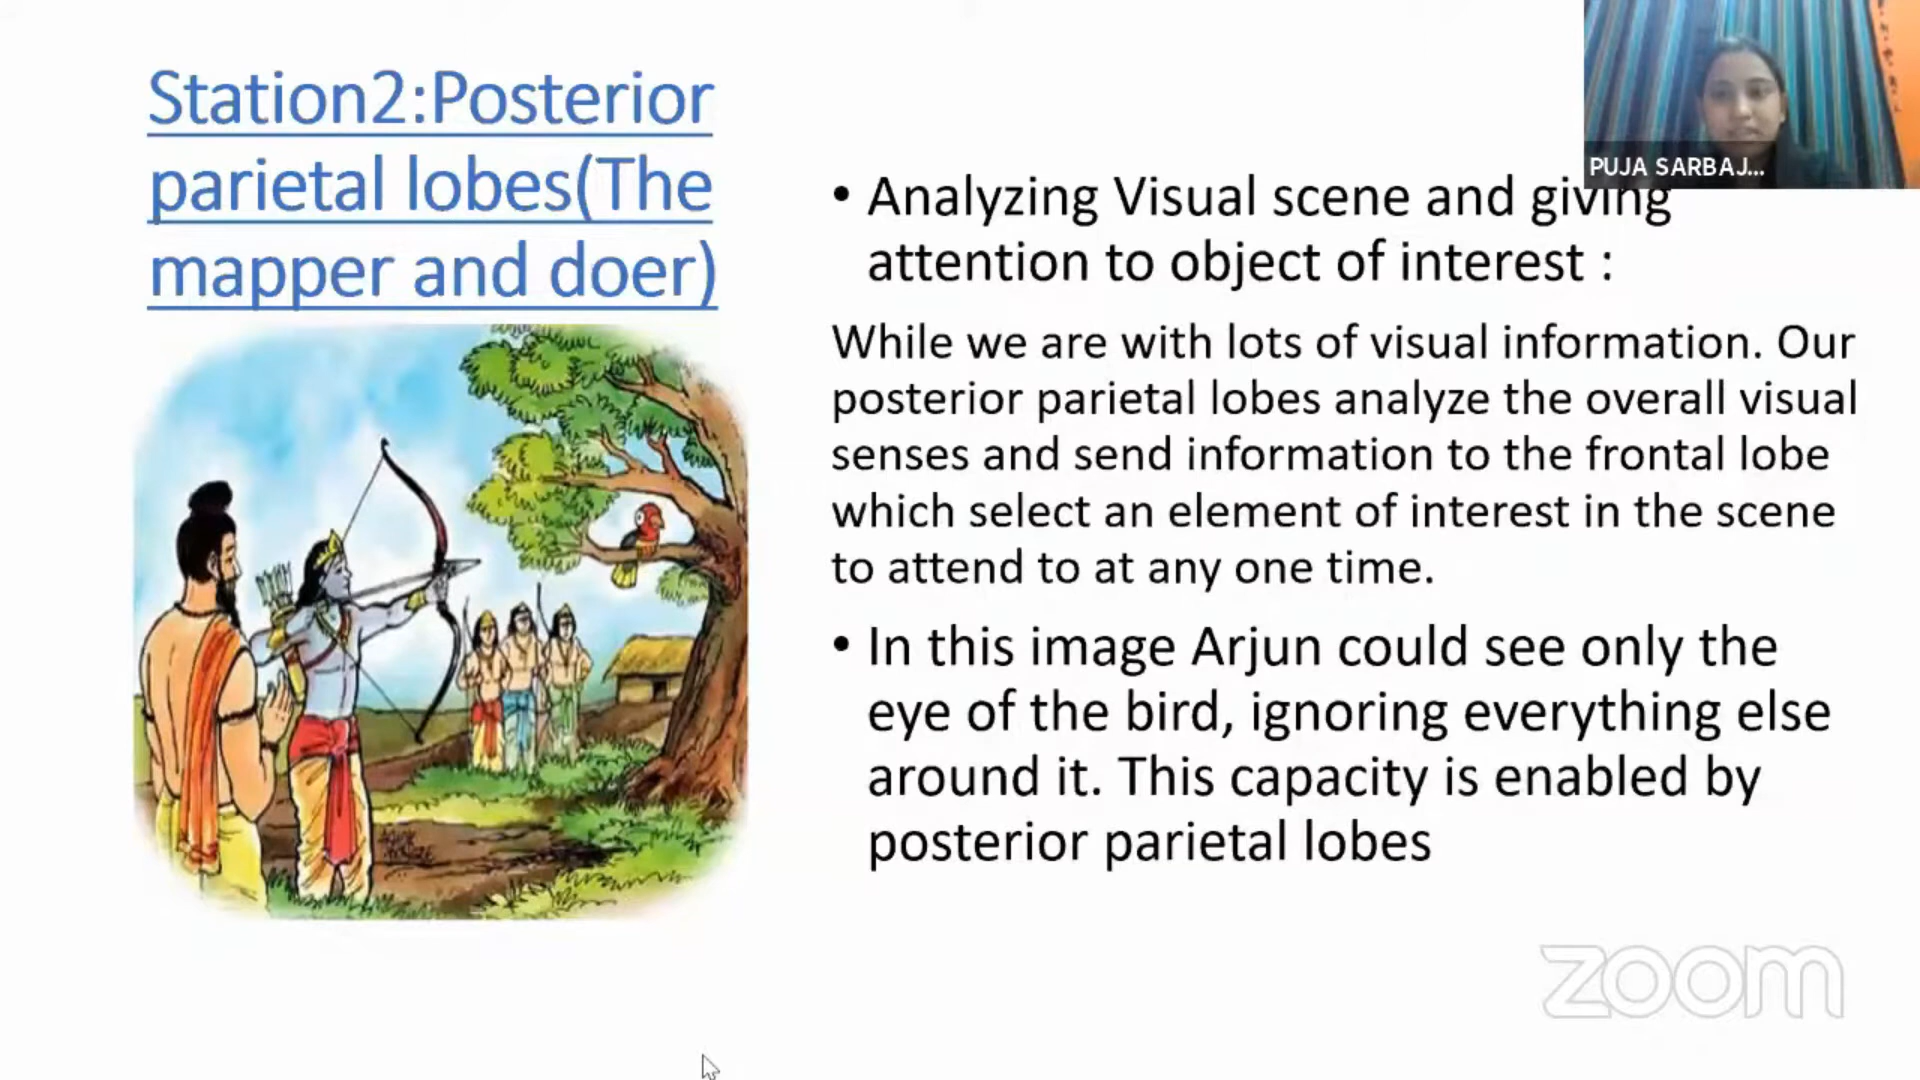 Station2:Posterior
parietal lobes(The
mapper and doer)
PUJA SARBAJ...
• Analyzing Visual scene and giving
attention to object of interest :
While we are with lots of visual information. Our
posterior parietal lobes analyze the overall visual
senses and send information to the frontal lobe
which select an element of interest in the scene
to attend to at any one time.
• In this image Arjun could see only the
eye of the bird, ignoring everything else
around it. This capacity is enabled by
posterior parietal lobes
zoom